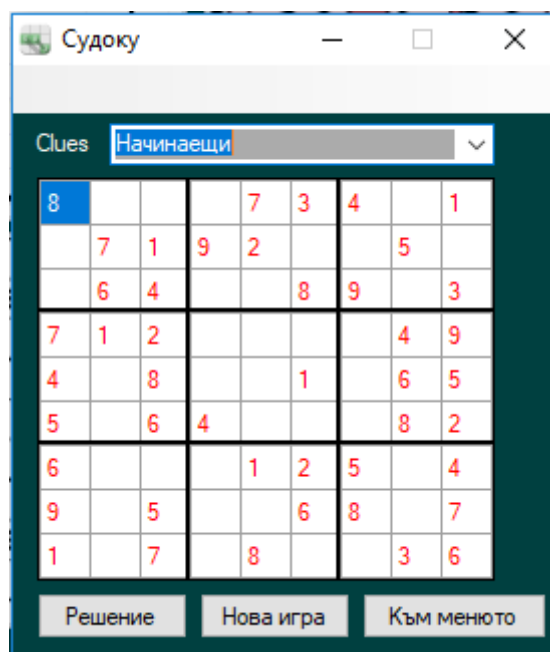 Судоку
Clues Начинаещи
8 7 3 4 1
7 1 9 2 5
6 4 8 9 3
7 1 2 4 9
4 8 1 6 5
5 6 4 8 2
6 1 2 5 4
9 5 6 8 7
1 7 8 3 6
Решение Нова игра Към менюто